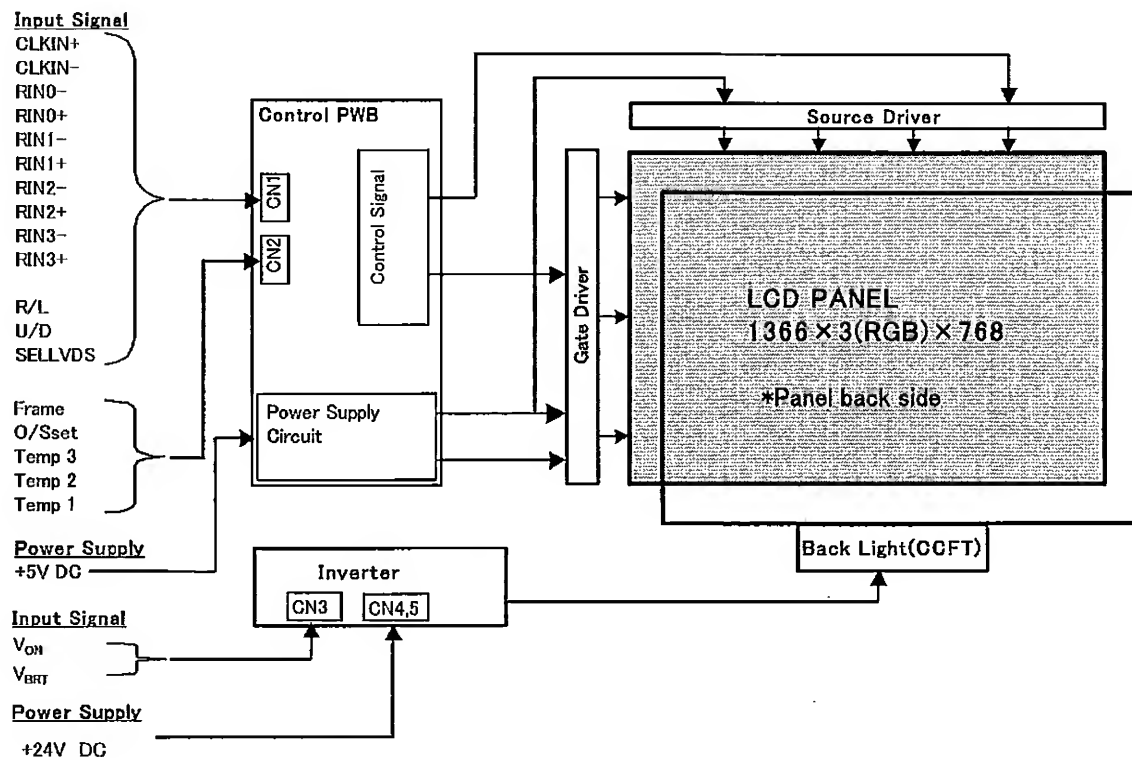 Input Signal
CLKIN+
CLKIN-
RIN0-
RIN0+
RIN1-
RIN1+
RIN2-
RIN2+
RIN3-
RIN3+
R/L
U/D
SELLVDS
Frame
O/Sset
Temp 3
Temp 2
Temp 1
Power Supply
+5V DC
Input Signal
VON
VBRT
Power Supply
+24V DC
Control PWB
CN1
CN2
Control Signal
Power Supply
Circuit
Inverter
CN3
CN4,5
Gate Driver
Source Driver
LCD PANEL
1366×3(RGB)×768
*Panel back side
Back Light(CCFT)